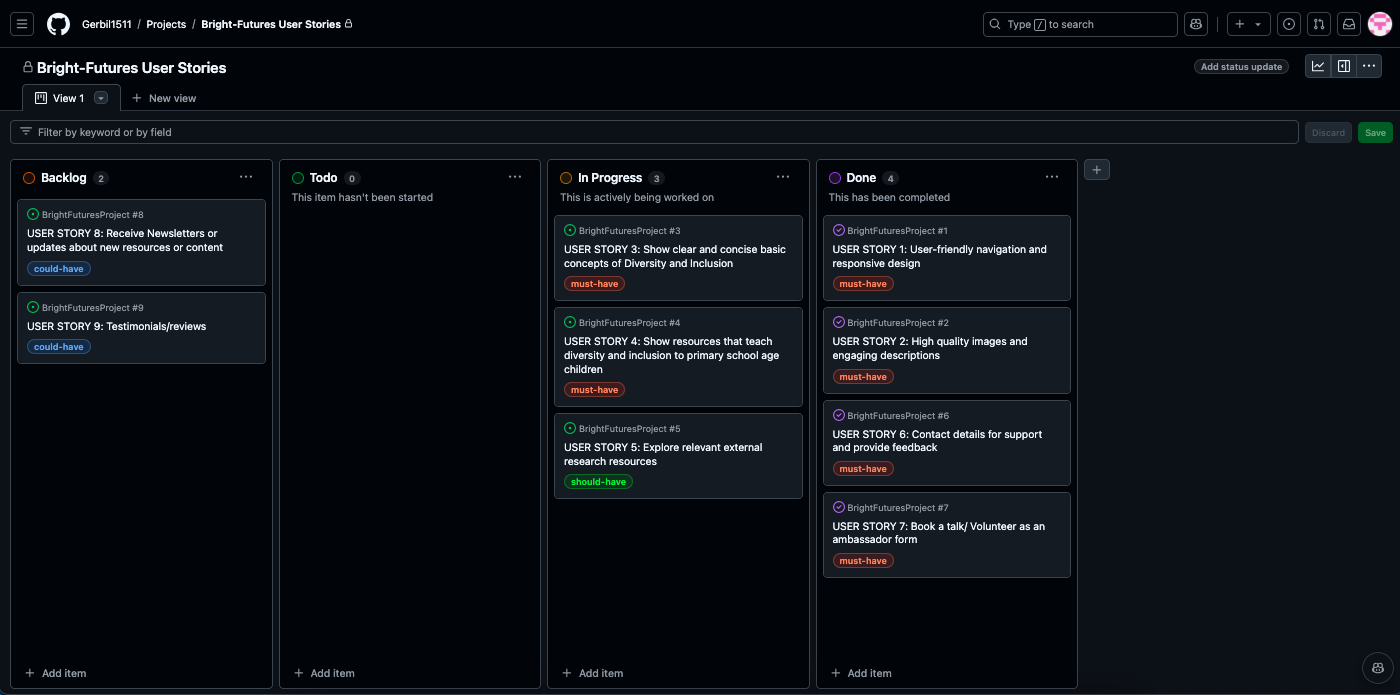 Gerbil1511 / Projects / Bright-Futures User Stories
Type / to search
Bright-Futures User Stories
Add status update
View 1
New view
Filter by keyword or by field
Discard
Save
Backlog 2
BrightFuturesProject #8
USER STORY 8: Receive Newsletters or
updates about new resources or content
could-have
BrightFuturesProject #9
USER STORY 9: Testimonials/reviews
could-have
+ Add item
Todo 0
This item hasn't been started
+ Add item
In Progress 3
This is actively being worked on
BrightFuturesProject #3
USER STORY 3: Show clear and concise basic
concepts of Diversity and Inclusion
must-have
BrightFuturesProject #4
USER STORY 4: Show resources that teach
diversity and inclusion to primary school age
children
must-have
BrightFuturesProject #5
USER STORY 5: Explore relevant external
research resources
should-have
+ Add item
Done 4
This has been completed
BrightFuturesProject #1
USER STORY 1: User-friendly navigation and
responsive design
must-have
BrightFuturesProject #2
USER STORY 2: High quality images and
engaging descriptions
must-have
BrightFuturesProject #6
USER STORY 6: Contact details for support
and provide feedback
must-have
BrightFuturesProject #7
USER STORY 7: Book a talk/ Volunteer as an
ambassador form
must-have
+ Add item